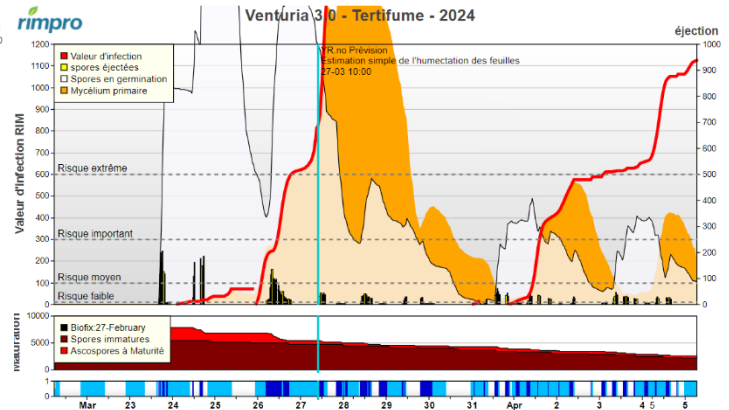 rimpro
Venturia 3.0 - Tertifume - 2024
éjection
Valeur d'infection
spores éjectées
Spores en germination
Mycélium primaire
YR.no Prévision
Estimation simple de l'humectation des feuilles
27-03 10:00
Valeur d'infection RIM
1200
1100
1000
900
800
700
600
500
400
300
200
100
0
Risque extrême
Risque important
Risque moyen
Risque faible
1000
900
800
700
600
500
400
300
200
100
0
Maturation
10000
5000
0
Biofix:27-February
Spores immatures
Ascospores à Maturité
1
0
Mar 23 24 25 26 27 28 29 30 Apr 2 3 4 5 5